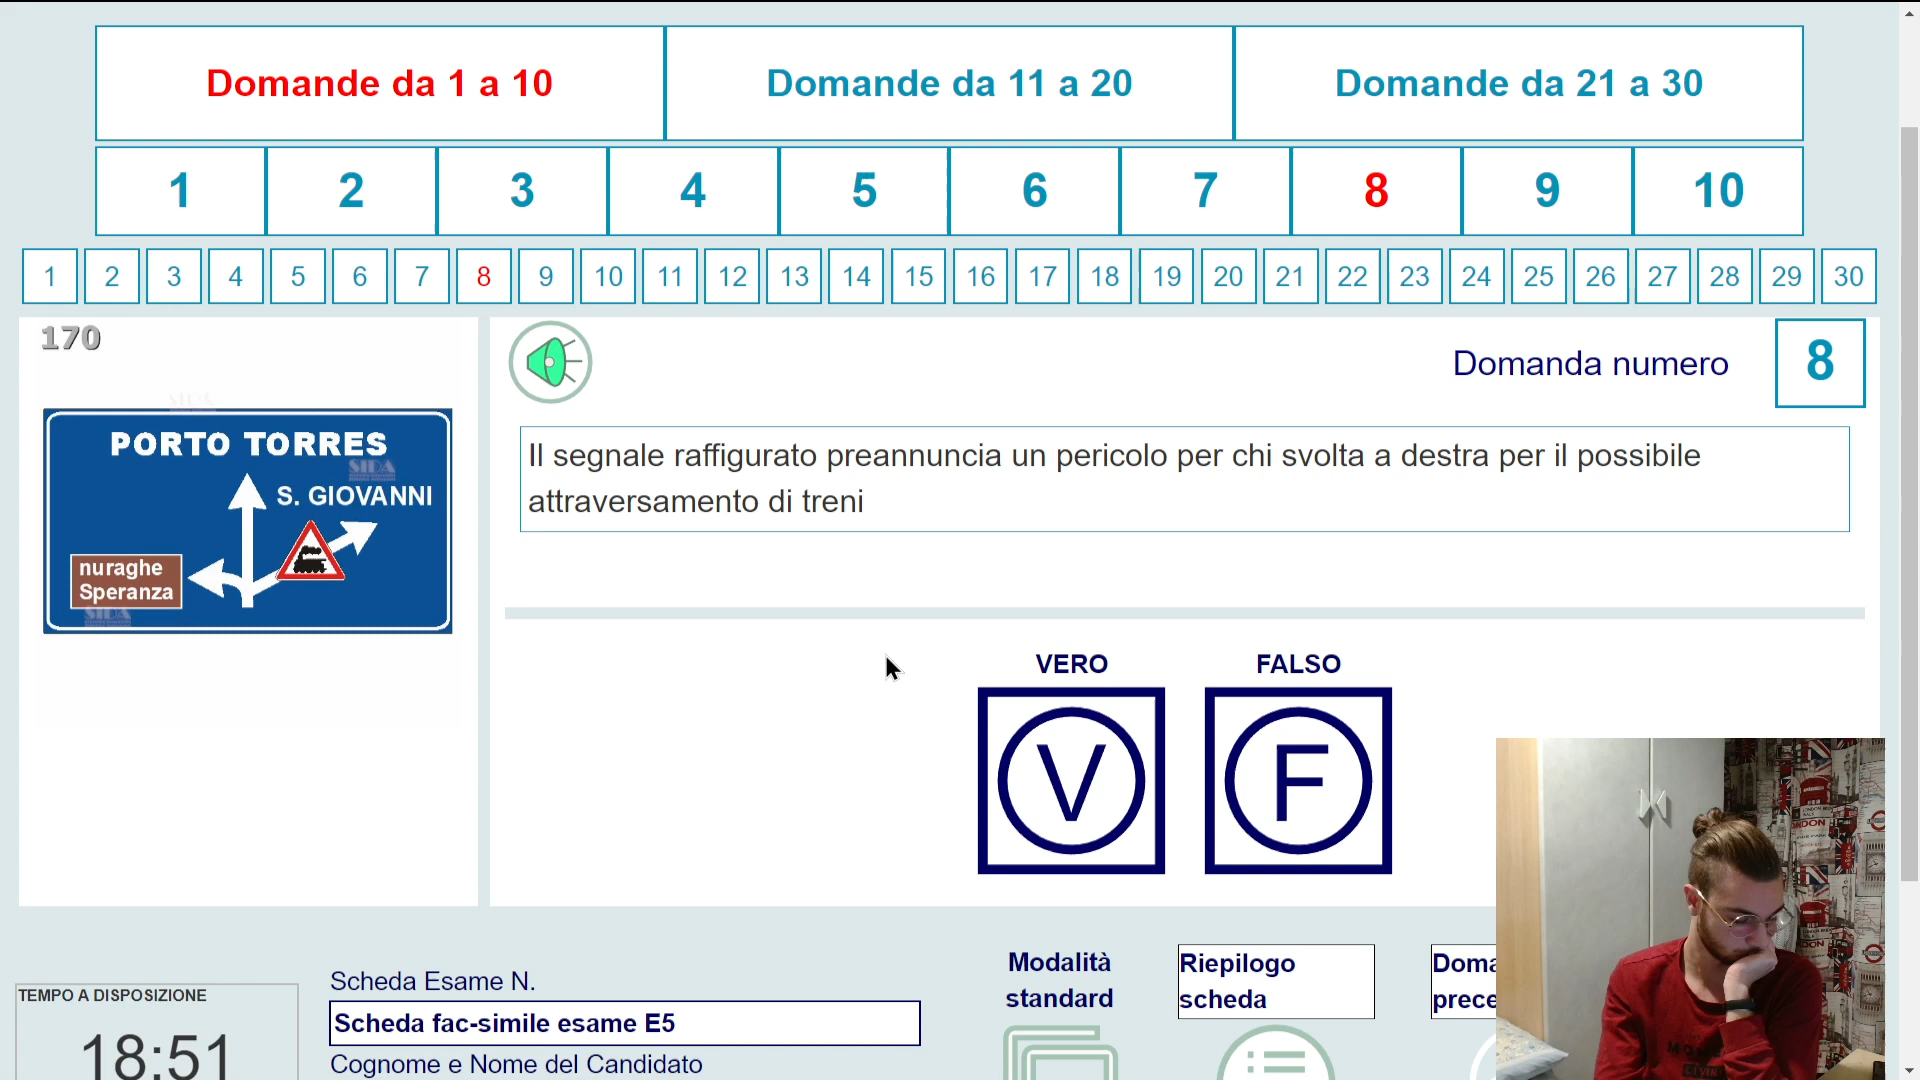 Domande da 1 a 10
Domande da 11 a 20
Domande da 21 a 30
1 2 3 4 5 6 7 8 9 10
1 2 3 4 5 6 7 8 9 10 11 12 13 14 15 16 17 18 19 20 21 22 23 24 25 26 27 28 29 30
170
PORTO TORRES
SIDA
S. GIOVANNI
nuraghe
Speranza
SIDA
Domanda numero
8
Il segnale raffigurato preannuncia un pericolo per chi svolta a destra per il possibile
attraversamento di treni
VERO
FALSO
V
F
TEMPO A DISPOSIZIONE
18:51
Scheda Esame N.
Scheda fac-simile esame E5
Cognome e Nome del Candidato
Modalità
standard
Riepilogo
scheda
LONDON